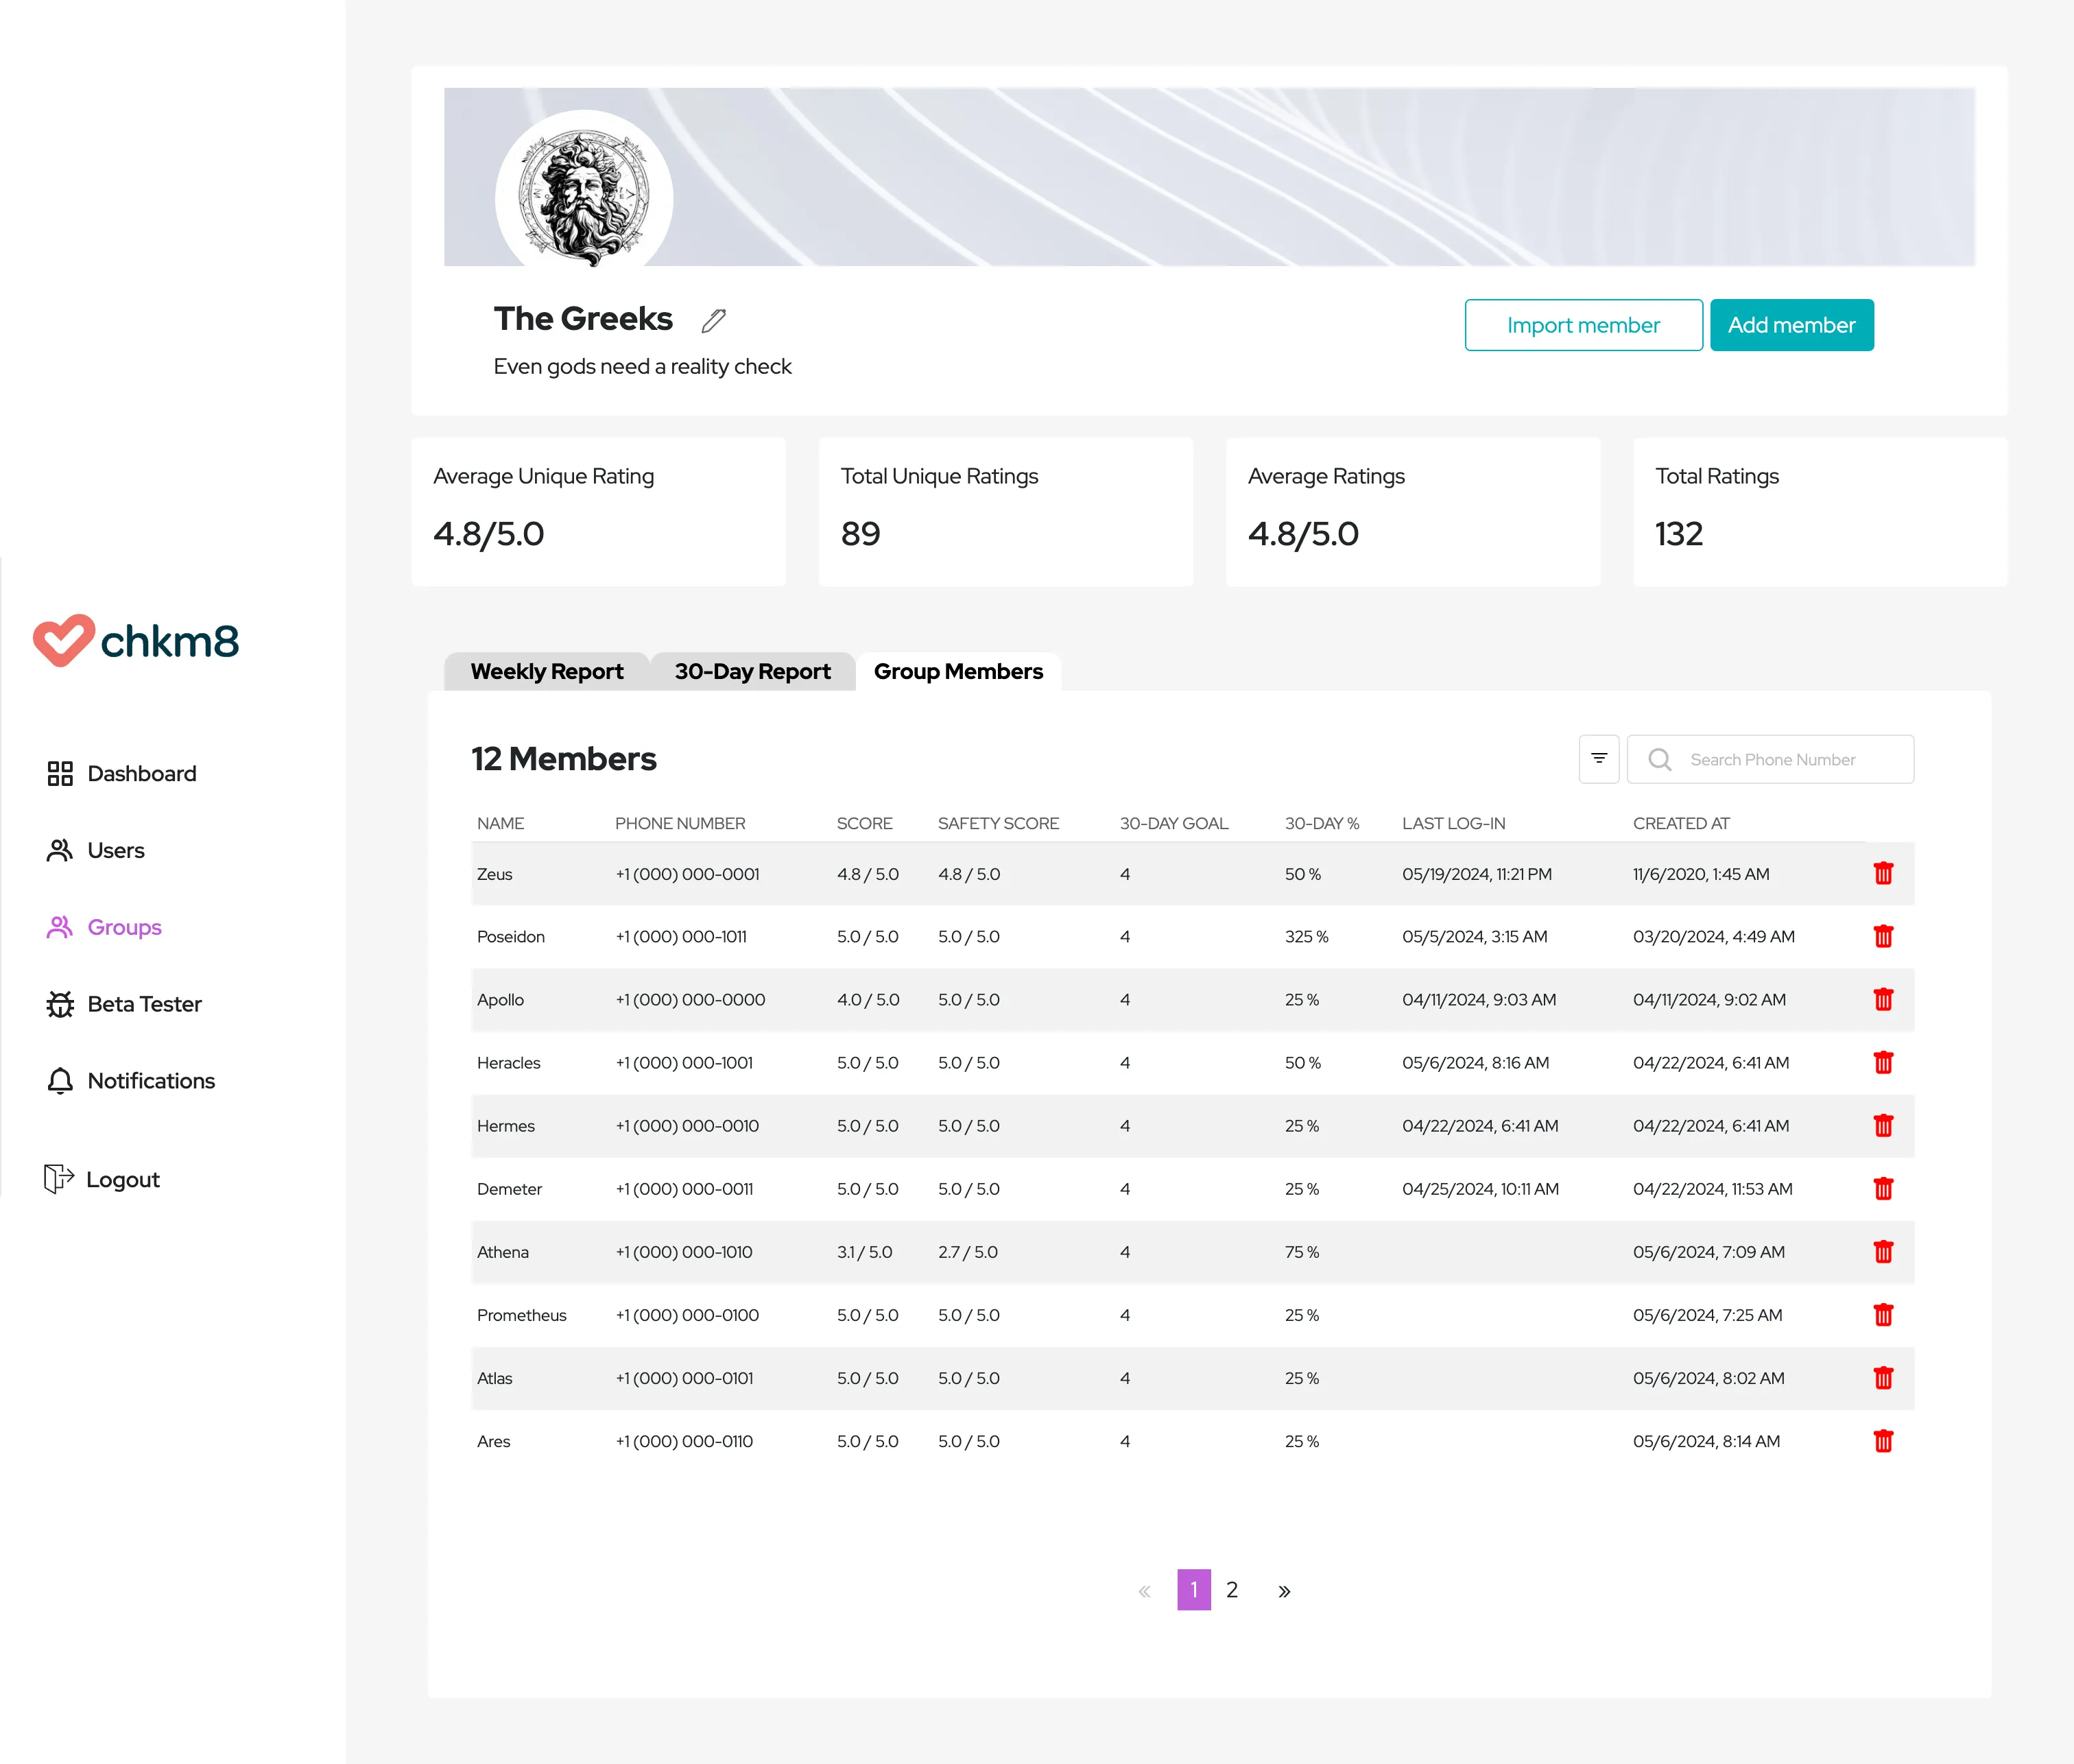 The Greeks
Even gods need a reality check
Import member
Add member
Average Unique Rating
4.8/5.0
Total Unique Ratings
89
Average Ratings
4.8/5.0
Total Ratings
132
chkm8
Dashboard
Users
Groups
Beta Tester
Notifications
Logout
Weekly Report
30-Day Report
Group Members
12 Members
Search Phone Number
NAME PHONE NUMBER SCORE SAFETY SCORE 30-DAY GOAL 30-DAY % LAST LOG-IN CREATED AT
Zeus +1 (000) 000-0001 4.8 / 5.0 4.8 / 5.0 4 50 % 05/19/2024, 11:21 PM 11/6/2020, 1:45 AM
Poseidon +1 (000) 000-1011 5.0 / 5.0 5.0 / 5.0 4 325 % 05/5/2024, 3:15 AM 03/20/2024, 4:49 AM
Apollo +1 (000) 000-0000 4.0 / 5.0 5.0 / 5.0 4 25 % 04/11/2024, 9:03 AM 04/11/2024, 9:02 AM
Heracles +1 (000) 000-1001 5.0 / 5.0 5.0 / 5.0 4 50 % 05/6/2024, 8:16 AM 04/22/2024, 6:41 AM
Hermes +1 (000) 000-0010 5.0 / 5.0 5.0 / 5.0 4 25 % 04/22/2024, 6:41 AM 04/22/2024, 6:41 AM
Demeter +1 (000) 000-0011 5.0 / 5.0 5.0 / 5.0 4 25 % 04/25/2024, 10:11 AM 04/22/2024, 11:53 AM
Athena +1 (000) 000-1010 3.1 / 5.0 2.7 / 5.0 4 75 % 05/6/2024, 7:09 AM
Prometheus +1 (000) 000-0100 5.0 / 5.0 5.0 / 5.0 4 25 % 05/6/2024, 7:25 AM
Atlas +1 (000) 000-0101 5.0 / 5.0 5.0 / 5.0 4 25 % 05/6/2024, 8:02 AM
Ares +1 (000) 000-0110 5.0 / 5.0 5.0 / 5.0 4 25 % 05/6/2024, 8:14 AM
« 1 2 »